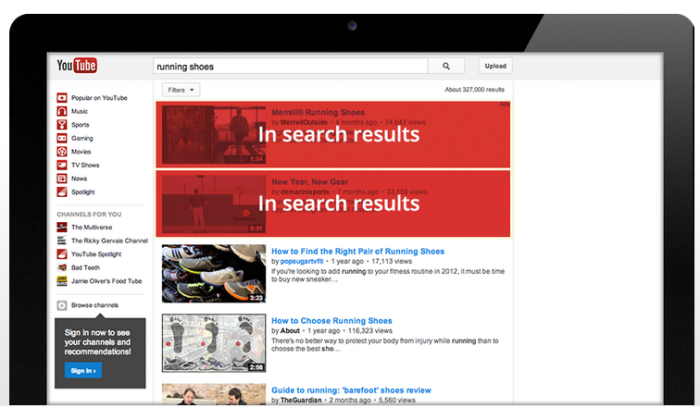 YouTube
running shoes
Upload
Filters
About 327,000 results
Popular on YouTube
Music
Sports
Gaming
Movies
TV Shows
News
Spotlight
CHANNELS FOR YOU
The Mutiverse
The Ricky Gervais Channel
YouTube Spotlight
Bad Teeth
Jamie Oliver's Food Tube
Browse channels
Sign in now to see
your channels and
recommendations!
Sign in ›
Ad
Merrell® Running Shoes
by MerrellOutside • 4 months ago • 74,643 views
In search results
1:54
New Year, New Gear
by demarinisports • 7 months ago •
In search results
0:31
How to Find the Right Pair of Running Shoes
by popsugartvfit • 1 year ago • 17,113 views
If you're looking to add running to your fitness routine in 2012, it must be time
to buy new sneaker...
3:23
How to Choose Running Shoes
by About • 1 year ago • 116,323 views
There's no better way to protect your body from injury while running than to
choose the best sho...
2:56
Guide to running: 'barefoot' shoes review
by TheGuardian • 2 months ago • 5,560 views